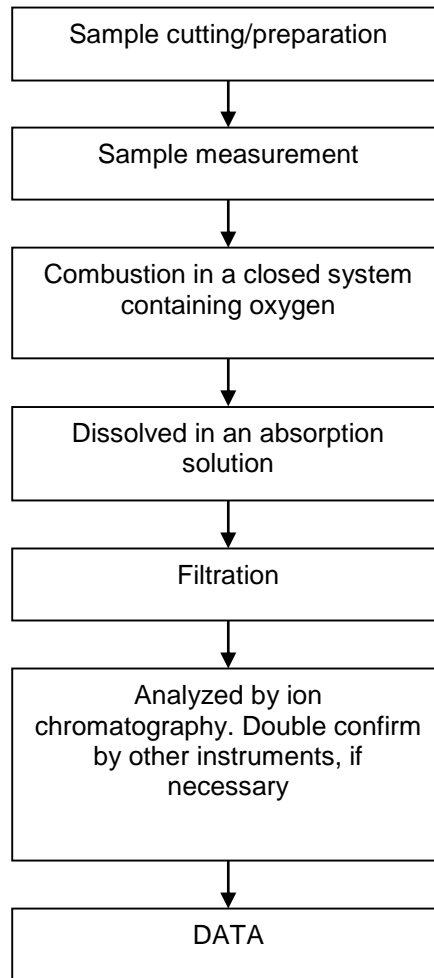 Sample cutting/preparation
Sample measurement
Combustion in a closed system
containing oxygen
Dissolved in an absorption
solution
Filtration
Analyzed by ion
chromatography. Double confirm
by other instruments, if
necessary
DATA